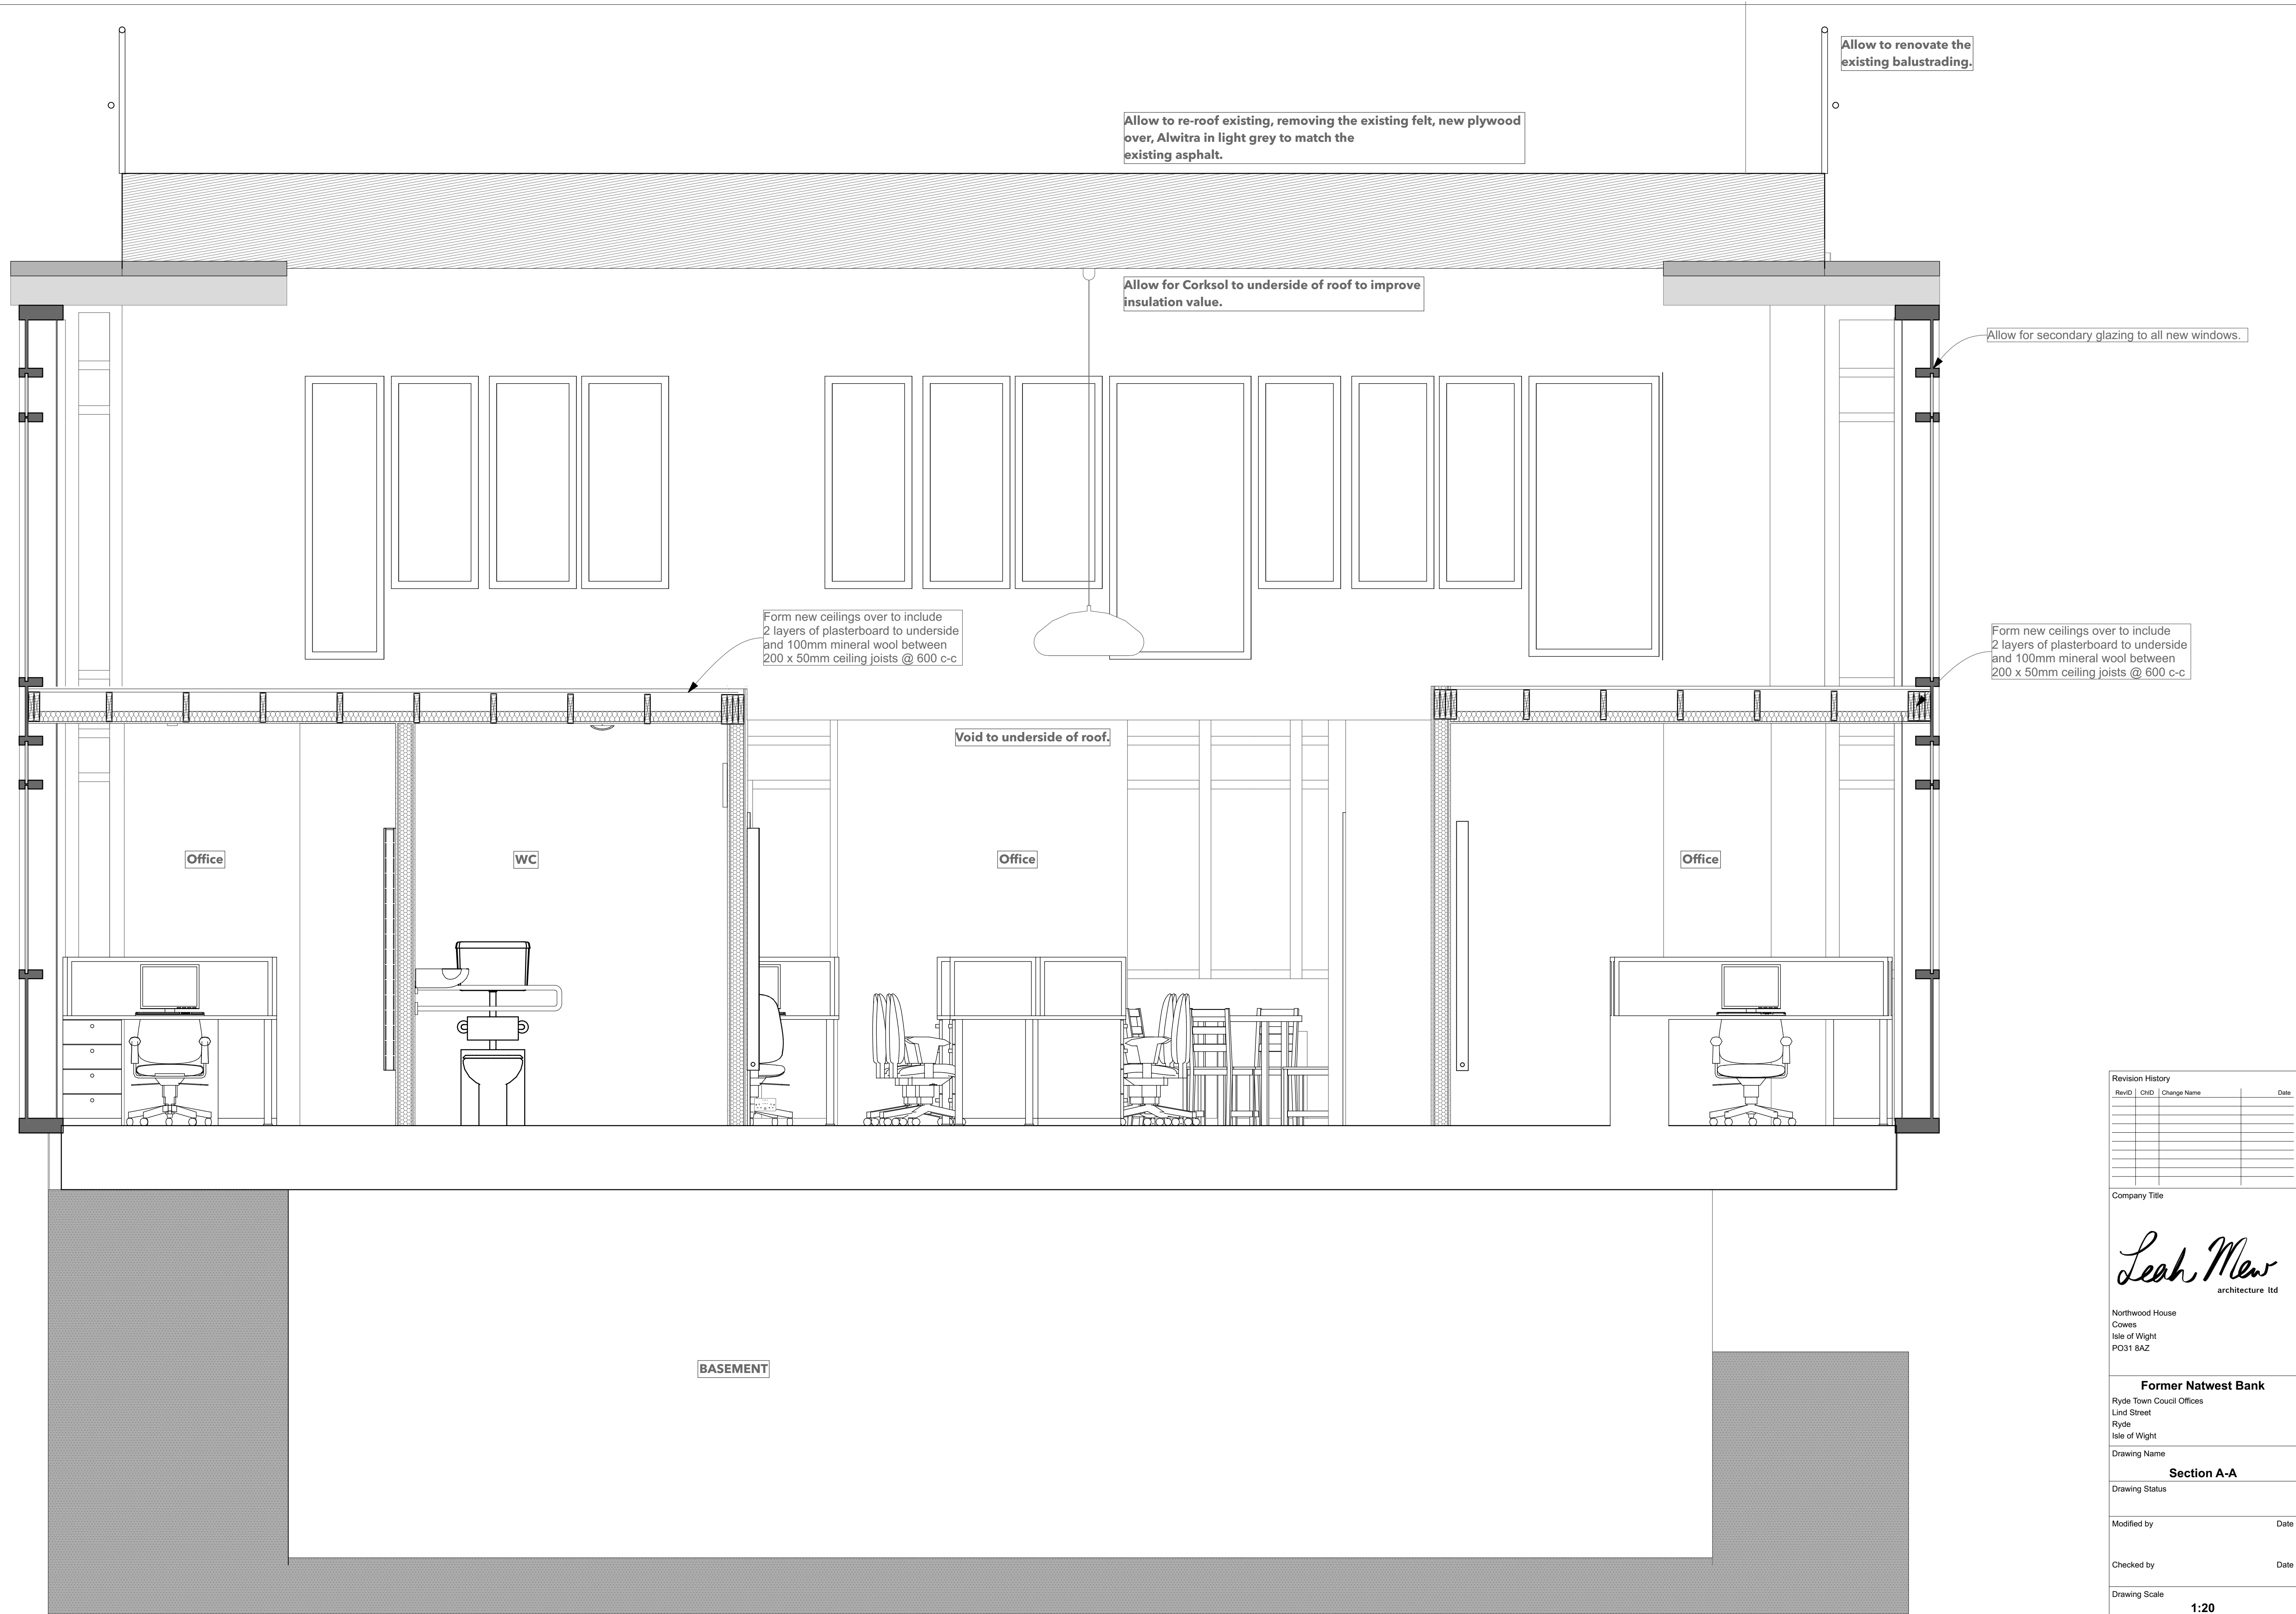 Allow to renovate the
existing balustrading.
Allow to re-roof existing, removing the existing felt, new plywood
over, Alwitra in light grey to match the
existing asphalt.
Allow for Corksol to underside of roof to improve
insulation value.
Allow for secondary glazing to all new windows.
Form new ceilings over to include
2 layers of plasterboard to underside
and 100mm mineral wool between
200 x 50mm ceiling joists @ 600 c-c
Form new ceilings over to include
2 layers of plasterboard to underside
and 100mm mineral wool between
200 x 50mm ceiling joists @ 600 c-c
Void to underside of roof.
Office
WC
Office
Office
BASEMENT
Revision History
RevID ChID Change Name Date
Company Title
Leah Mew
architecture ltd
Northwood House
Cowes
Isle of Wight
PO31 8AZ
Former Natwest Bank
Ryde Town Coucil Offices
Lind Street
Ryde
Isle of Wight
Drawing Name
Section A-A
Drawing Status
Modified by Date
Checked by Date
Drawing Scale
1:20